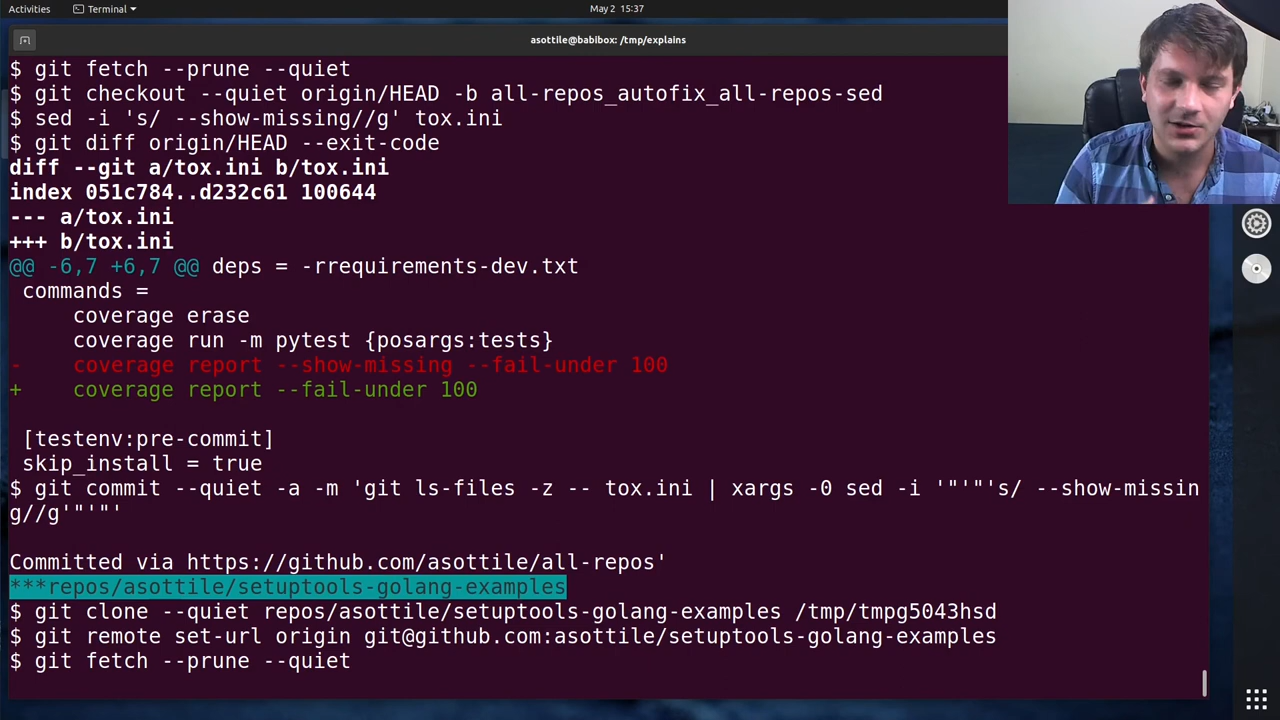 Activities
Terminal
May 2 15:37
asottile@babibox: /tmp/explains
$ git fetch --prune --quiet
$ git checkout --quiet origin/HEAD -b all-repos_autofix_all-repos-sed
$ sed -i 's/ --show-missing//g' tox.ini
$ git diff origin/HEAD --exit-code
diff --git a/tox.ini b/tox.ini
index 051c784..d232c61 100644
--- a/tox.ini
+++ b/tox.ini
@@ -6,7 +6,7 @@ deps = -rrequirements-dev.txt
 commands =
     coverage erase
     coverage run -m pytest {posargs:tests}
-    coverage report --show-missing --fail-under 100
+    coverage report --fail-under 100
 [testenv:pre-commit]
 skip_install = true
$ git commit --quiet -a -m 'git ls-files -z -- tox.ini | xargs -0 sed -i '"'"'s/ --show-missin
g//g'"'"'
Committed via https://github.com/asottile/all-repos'
***repos/asottile/setuptools-golang-examples
$ git clone --quiet repos/asottile/setuptools-golang-examples /tmp/tmpg5043hsd
$ git remote set-url origin git@github.com:asottile/setuptools-golang-examples
$ git fetch --prune --quiet